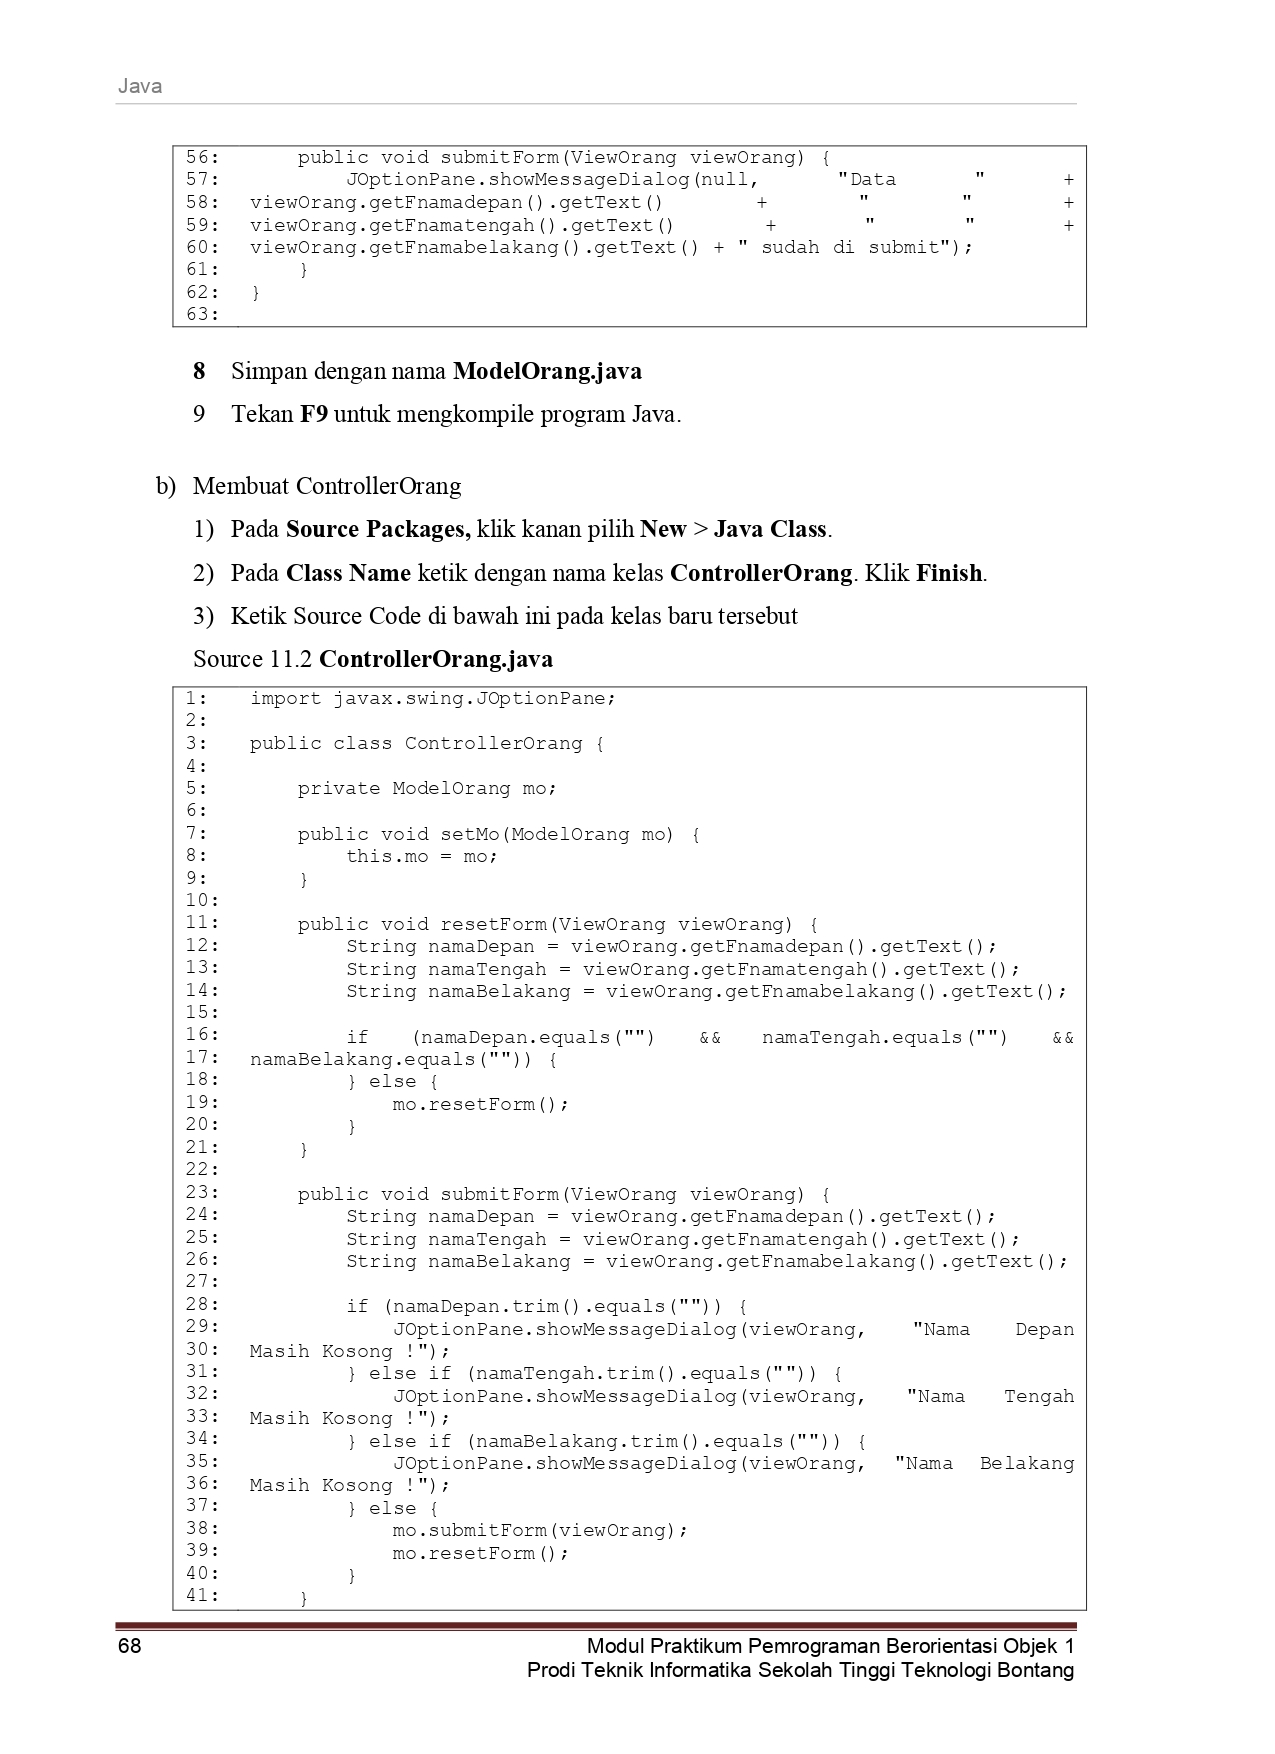 Java
56: public void submitForm(ViewOrang viewOrang) {
57: JOptionPane.showMessageDialog(null, "Data " +
58: viewOrang.getFnamadepan().getText() + " " +
59: viewOrang.getFnamatengah().getText() + " " +
60: viewOrang.getFnamabelakang().getText() + " sudah di submit");
61: }
62: }
63:
8 Simpan dengan nama ModelOrang.java
9 Tekan F9 untuk mengkompile program Java.
b) Membuat ControllerOrang
1) Pada Source Packages, klik kanan pilih New > Java Class.
2) Pada Class Name ketik dengan nama kelas ControllerOrang. Klik Finish.
3) Ketik Source Code di bawah ini pada kelas baru tersebut
Source 11.2 ControllerOrang.java
1: import javax.swing.JOptionPane;
2:
3: public class ControllerOrang {
4:
5: private ModelOrang mo;
6:
7: public void setMo(ModelOrang mo) {
8: this.mo = mo;
9: }
10:
11: public void resetForm(ViewOrang viewOrang) {
12: String namaDepan = viewOrang.getFnamadepan().getText();
13: String namaTengah = viewOrang.getFnamatengah().getText();
14: String namaBelakang = viewOrang.getFnamabelakang().getText();
15:
16: if (namaDepan.equals("") && namaTengah.equals("") &&
17: namaBelakang.equals("")) {
18: } else {
19: mo.resetForm();
20: }
21: }
22:
23: public void submitForm(ViewOrang viewOrang) {
24: String namaDepan = viewOrang.getFnamadepan().getText();
25: String namaTengah = viewOrang.getFnamatengah().getText();
26: String namaBelakang = viewOrang.getFnamabelakang().getText();
27:
28: if (namaDepan.trim().equals("")) {
29: JOptionPane.showMessageDialog(viewOrang, "Nama Depan
30: Masih Kosong !");
31: } else if (namaTengah.trim().equals("")) {
32: JOptionPane.showMessageDialog(viewOrang, "Nama Tengah
33: Masih Kosong !");
34: } else if (namaBelakang.trim().equals("")) {
35: JOptionPane.showMessageDialog(viewOrang, "Nama Belakang
36: Masih Kosong !");
37: } else {
38: mo.submitForm(viewOrang);
39: mo.resetForm();
40: }
41: }
68 Modul Praktikum Pemrograman Berorientasi Objek 1
Prodi Teknik Informatika Sekolah Tinggi Teknologi Bontang